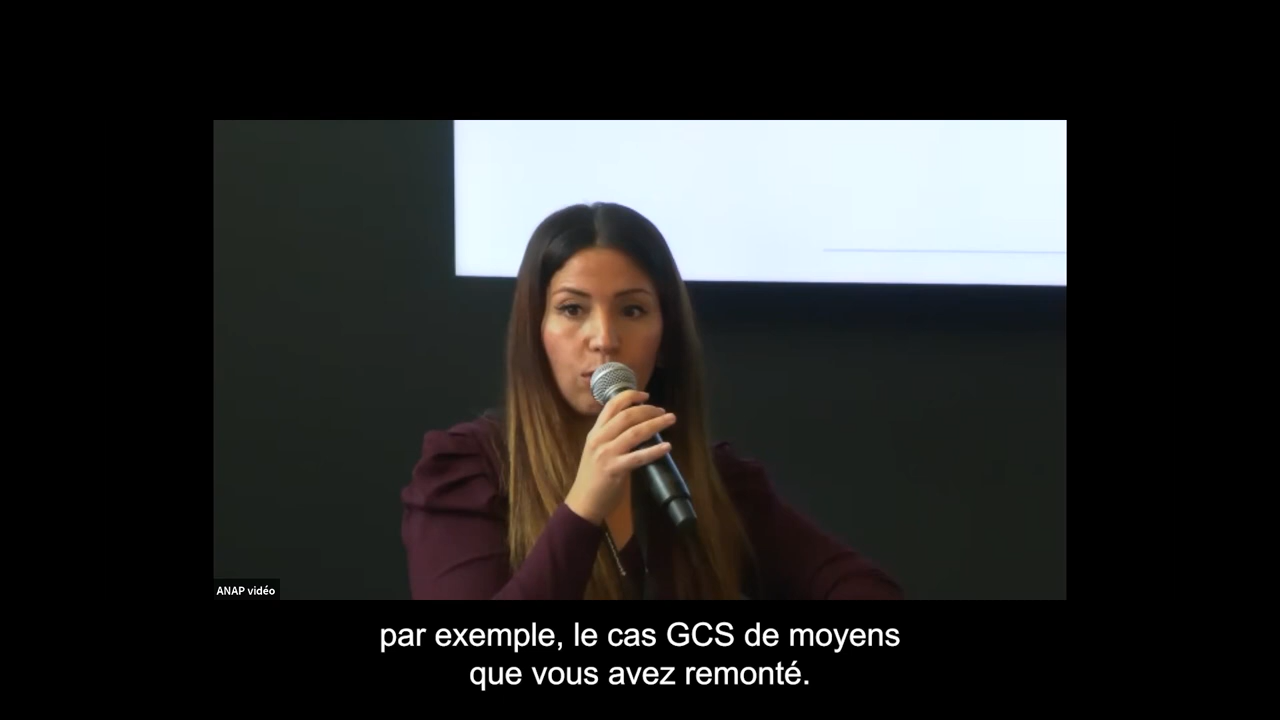 ANAP vidéo
par exemple, le cas GCS de moyens
que vous avez remonté.